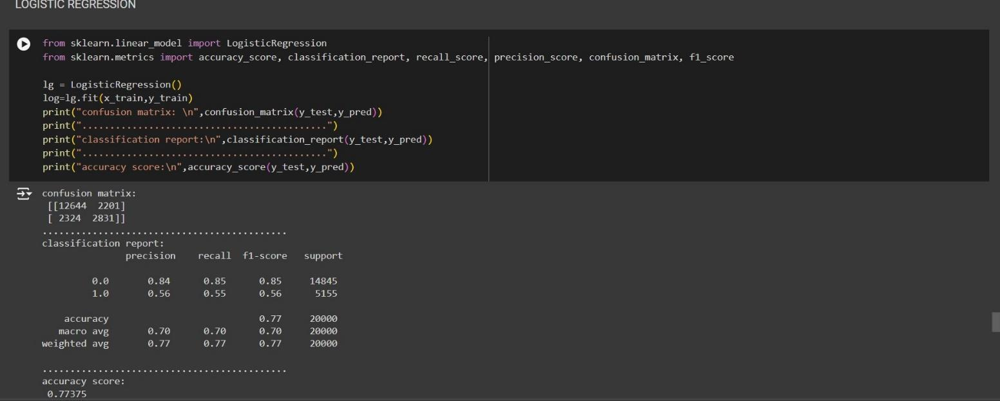 LOGISTIC REGRESSION
from sklearn.linear_model import LogisticRegression
from sklearn.metrics import accuracy_score, classification_report, recall_score, precision_score, confusion_matrix, f1_score
lg = LogisticRegression()
log=lg.fit(x_train,y_train)
print("confusion matrix: \n",confusion_matrix(y_test,y_pred))
print("............................................")
print("classification report:\n",classification_report(y_test,y_pred))
print("............................................")
print("accuracy score:\n",accuracy_score(y_test,y_pred))
confusion matrix:
[[12644 2201]
[ 2324 2831]]
............................................
classification report:
precision recall f1-score support
0.0 0.84 0.85 0.85 14845
1.0 0.56 0.55 0.56 5155
accuracy 0.77 20000
macro avg 0.70 0.70 0.70 20000
weighted avg 0.77 0.77 0.77 20000
............................................
accuracy score:
0.77375